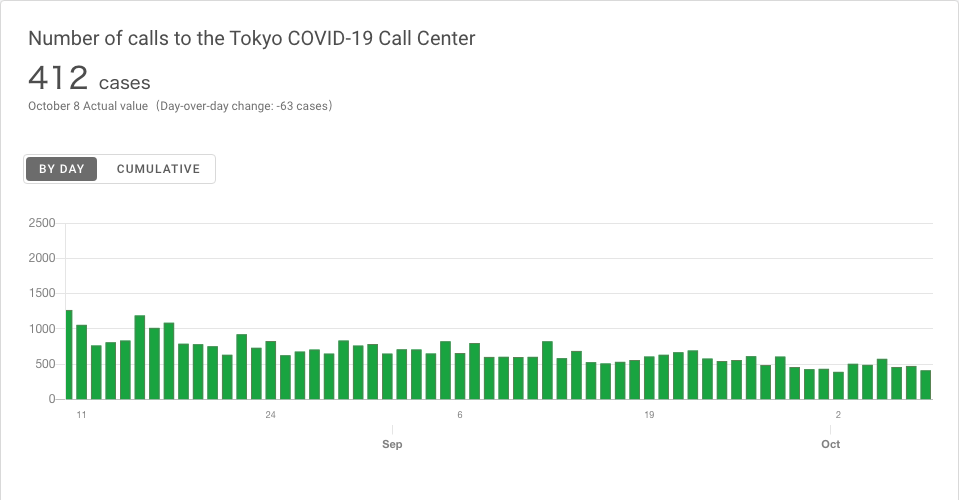 Number of calls to the Tokyo COVID-19 Call Center
412 cases
October 8 Actual value（Day-over-day change: -63 cases）
BY DAY CUMULATIVE
2500
2000
1500
1000
500
0
11 24 6 19 2
Sep Oct